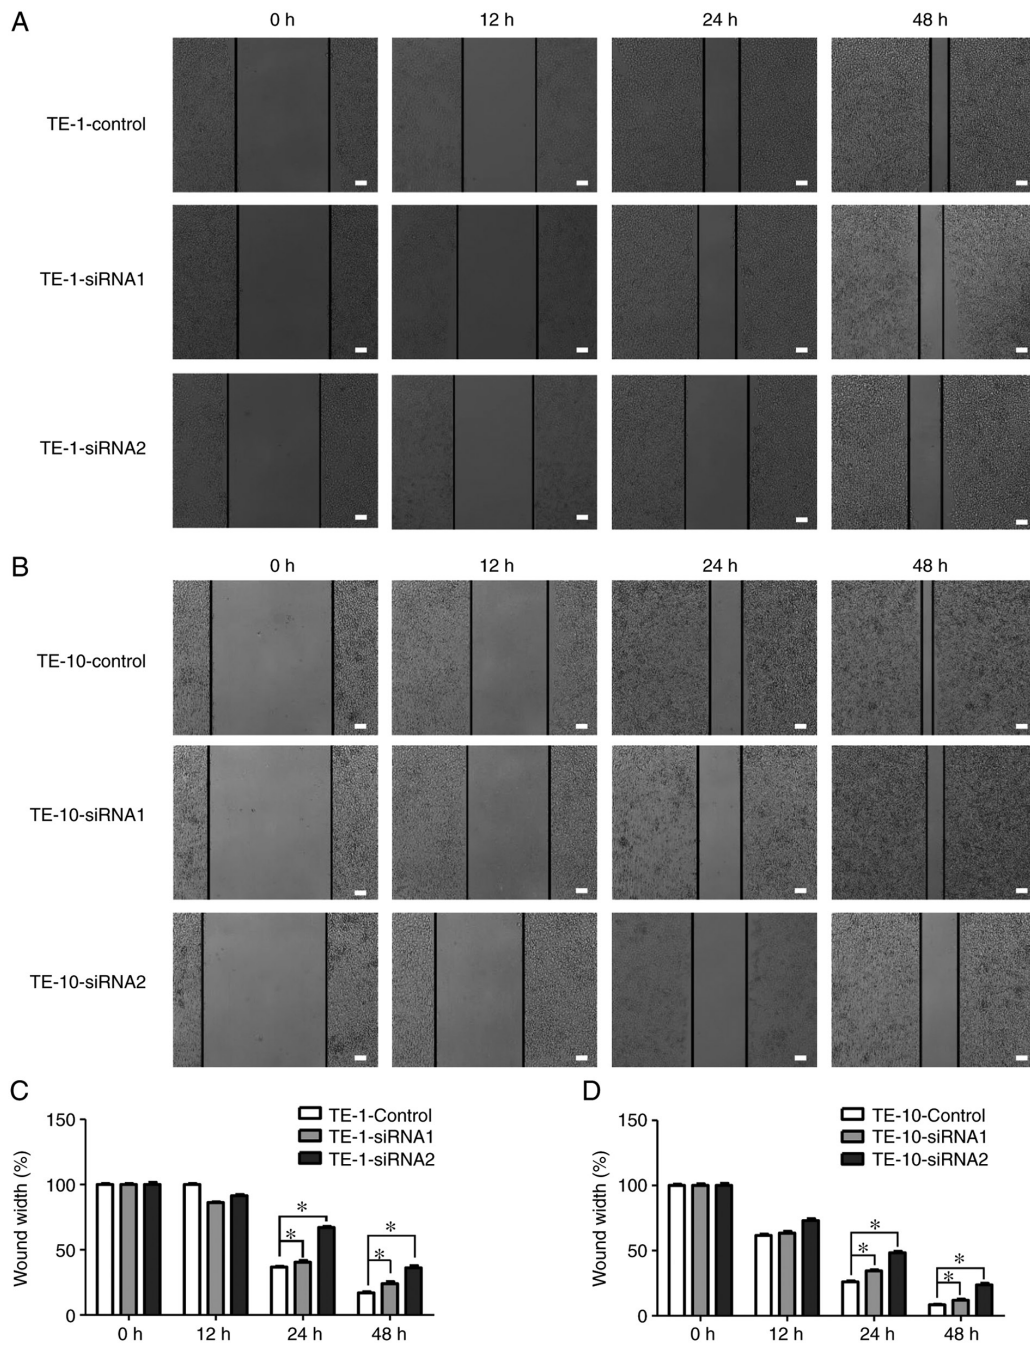 A
0 h 12 h 24 h 48 h
TE-1-control
TE-1-siRNA1
TE-1-siRNA2
B
0 h 12 h 24 h 48 h
TE-10-control
TE-10-siRNA1
TE-10-siRNA2
C
TE-1-Control
TE-1-siRNA1
TE-1-siRNA2
Wound width (%)
150
100
50
0
* * * *
0 h 12 h 24 h 48 h
D
TE-10-Control
TE-10-siRNA1
TE-10-siRNA2
Wound width (%)
150
100
50
0
* * * *
0 h 12 h 24 h 48 h